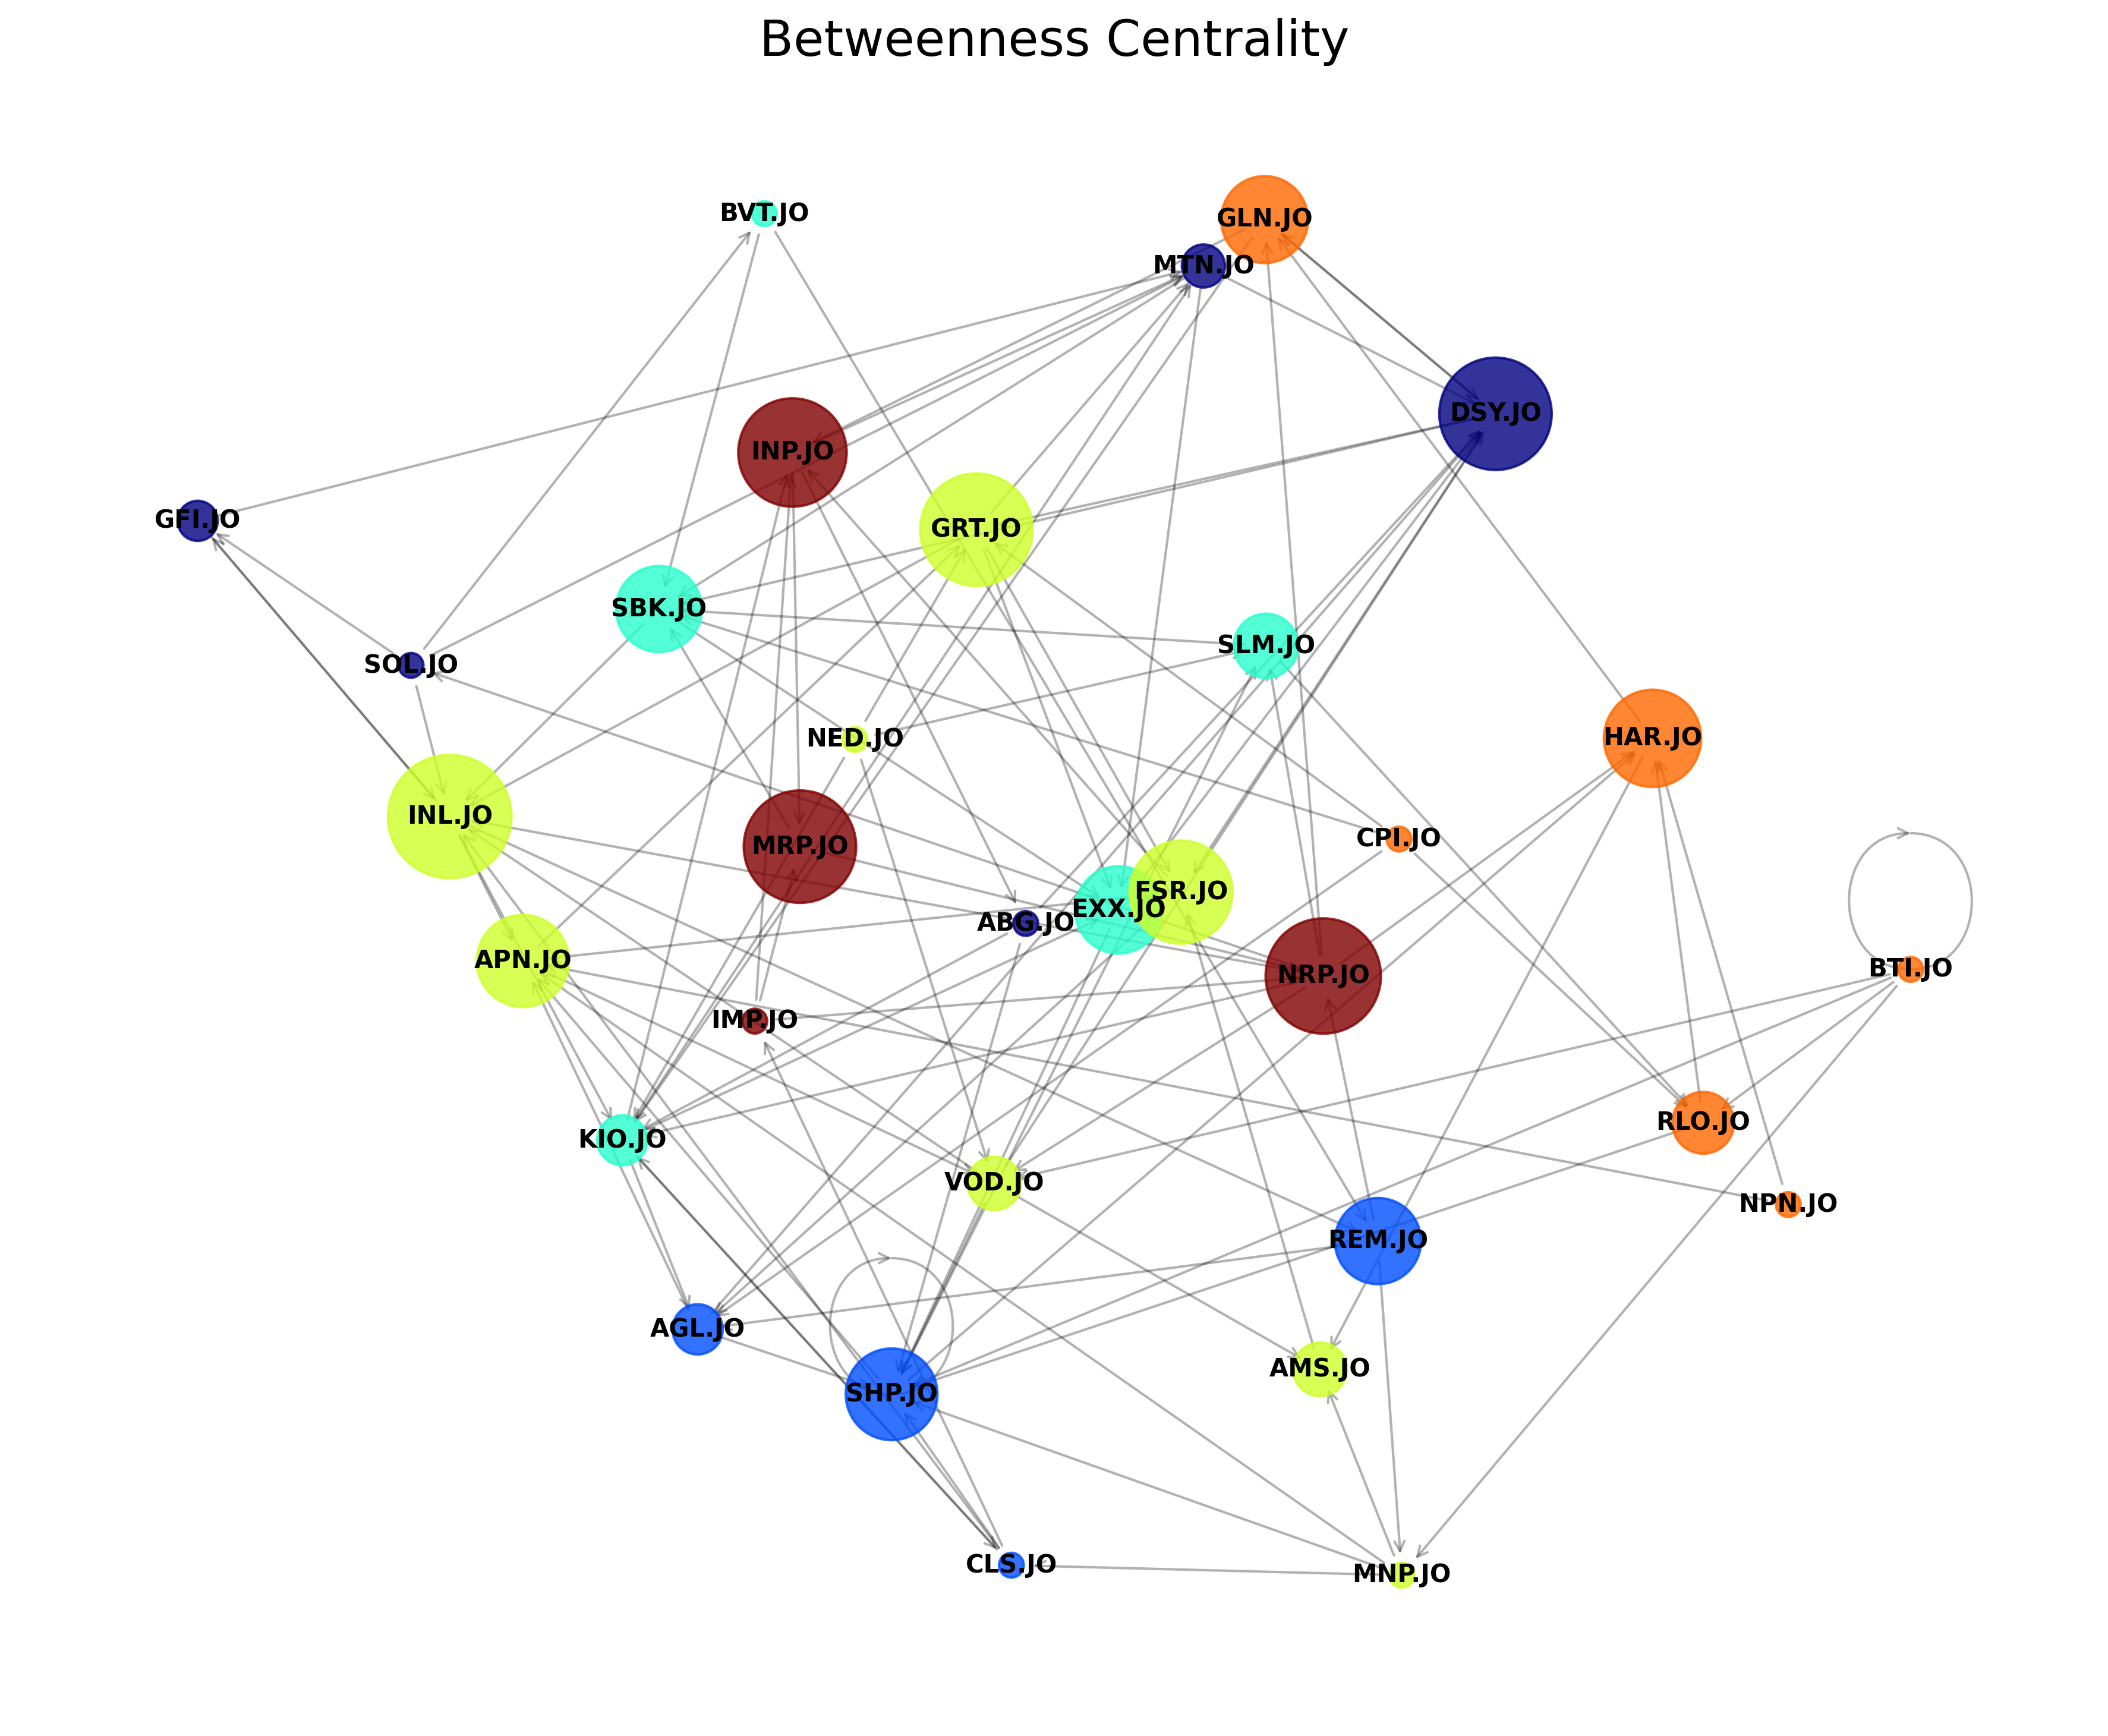 Betweenness Centrality
BVT.JO
GLN.JO
MTN.JO
DSY.JO
INP.JO
GFI.JO
GRT.JO
SBK.JO
SLM.JO
SOL.JO
NED.JO
HAR.JO
INL.JO
MRP.JO
CPI.JO
FSR.JO
EXX.JO
ABG.JO
APN.JO
NRP.JO
BTI.JO
IMP.JO
RLO.JO
KIO.JO
VOD.JO
NPN.JO
REM.JO
AGL.JO
AMS.JO
SHP.JO
CLS.JO
MNP.JO